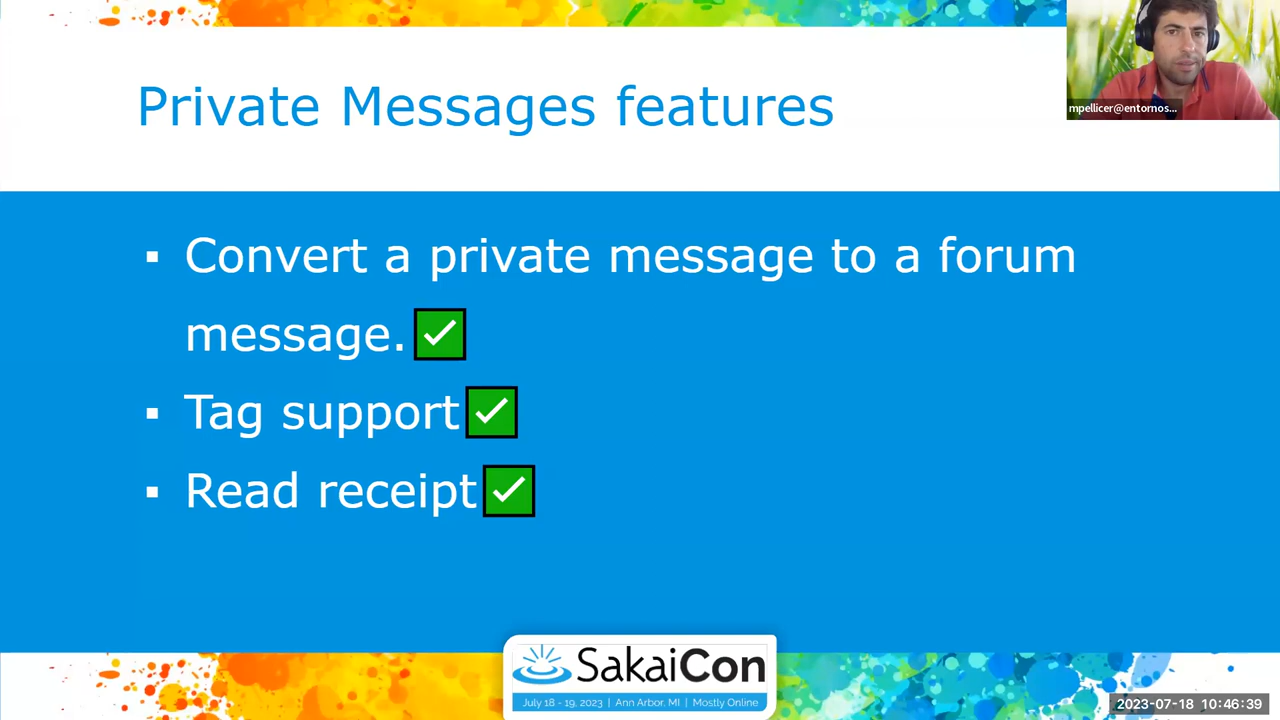 Private Messages features
mpellicer@entornos...
▪ Convert a private message to a forum
message. ✅
▪ Tag support ✅
▪ Read receipt ✅
SakaiCon
July 18 - 19, 2023 | Ann Arbor, MI | Mostly Online
2023-07-18 10:46:39